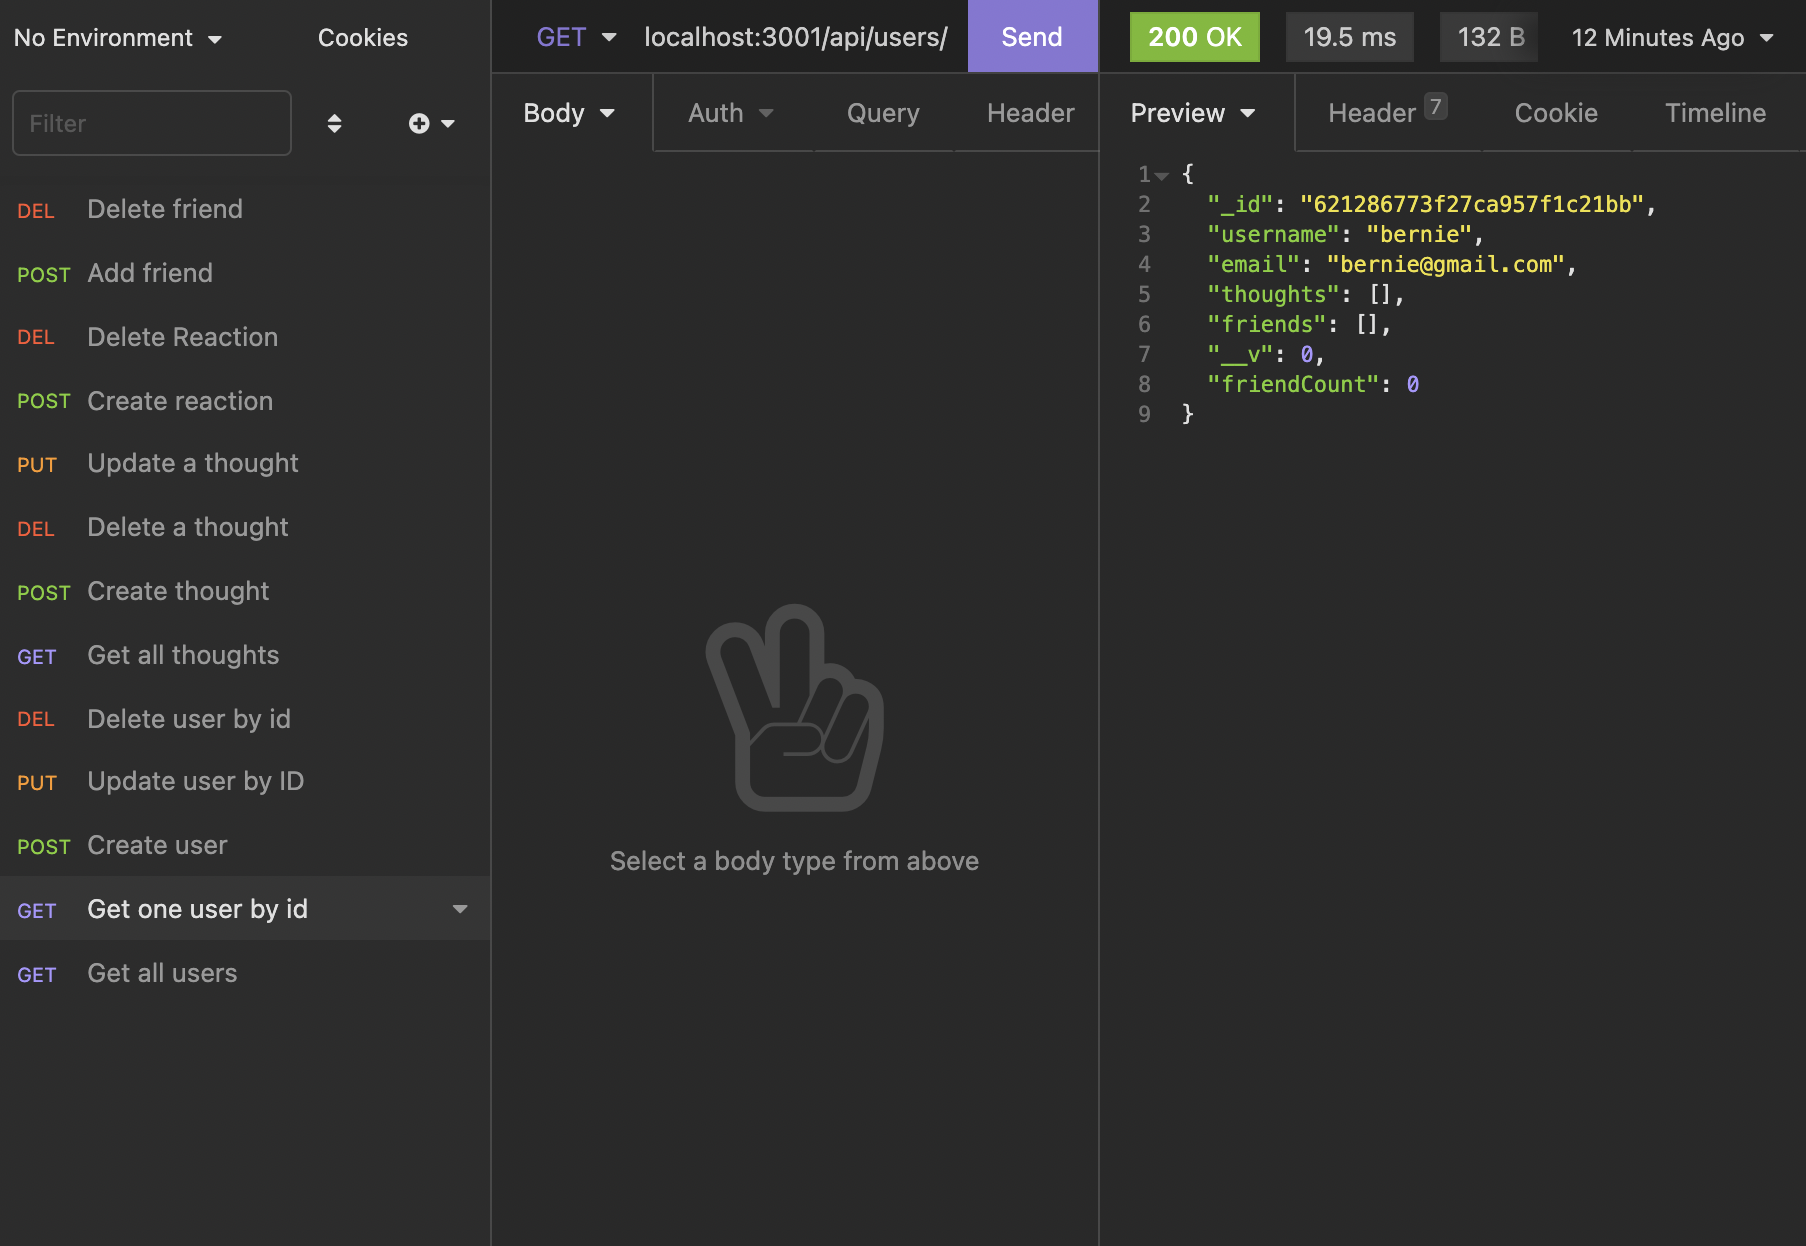 No Environment
Cookies
Filter
DEL Delete friend
POST Add friend
DEL Delete Reaction
POST Create reaction
PUT Update a thought
DEL Delete a thought
POST Create thought
GET Get all thoughts
DEL Delete user by id
PUT Update user by ID
POST Create user
GET Get one user by id
GET Get all users
GET localhost:3001/api/users/ Send
Body Auth Query Header
Select a body type from above
200 OK 19.5 ms 132 B 12 Minutes Ago
Preview Header 7 Cookie Timeline
1 {
2 "_id": "621286773f27ca957f1c21bb",
3 "username": "bernie",
4 "email": "bernie@gmail.com",
5 "thoughts": [],
6 "friends": [],
7 "__v": 0,
8 "friendCount": 0
9 }